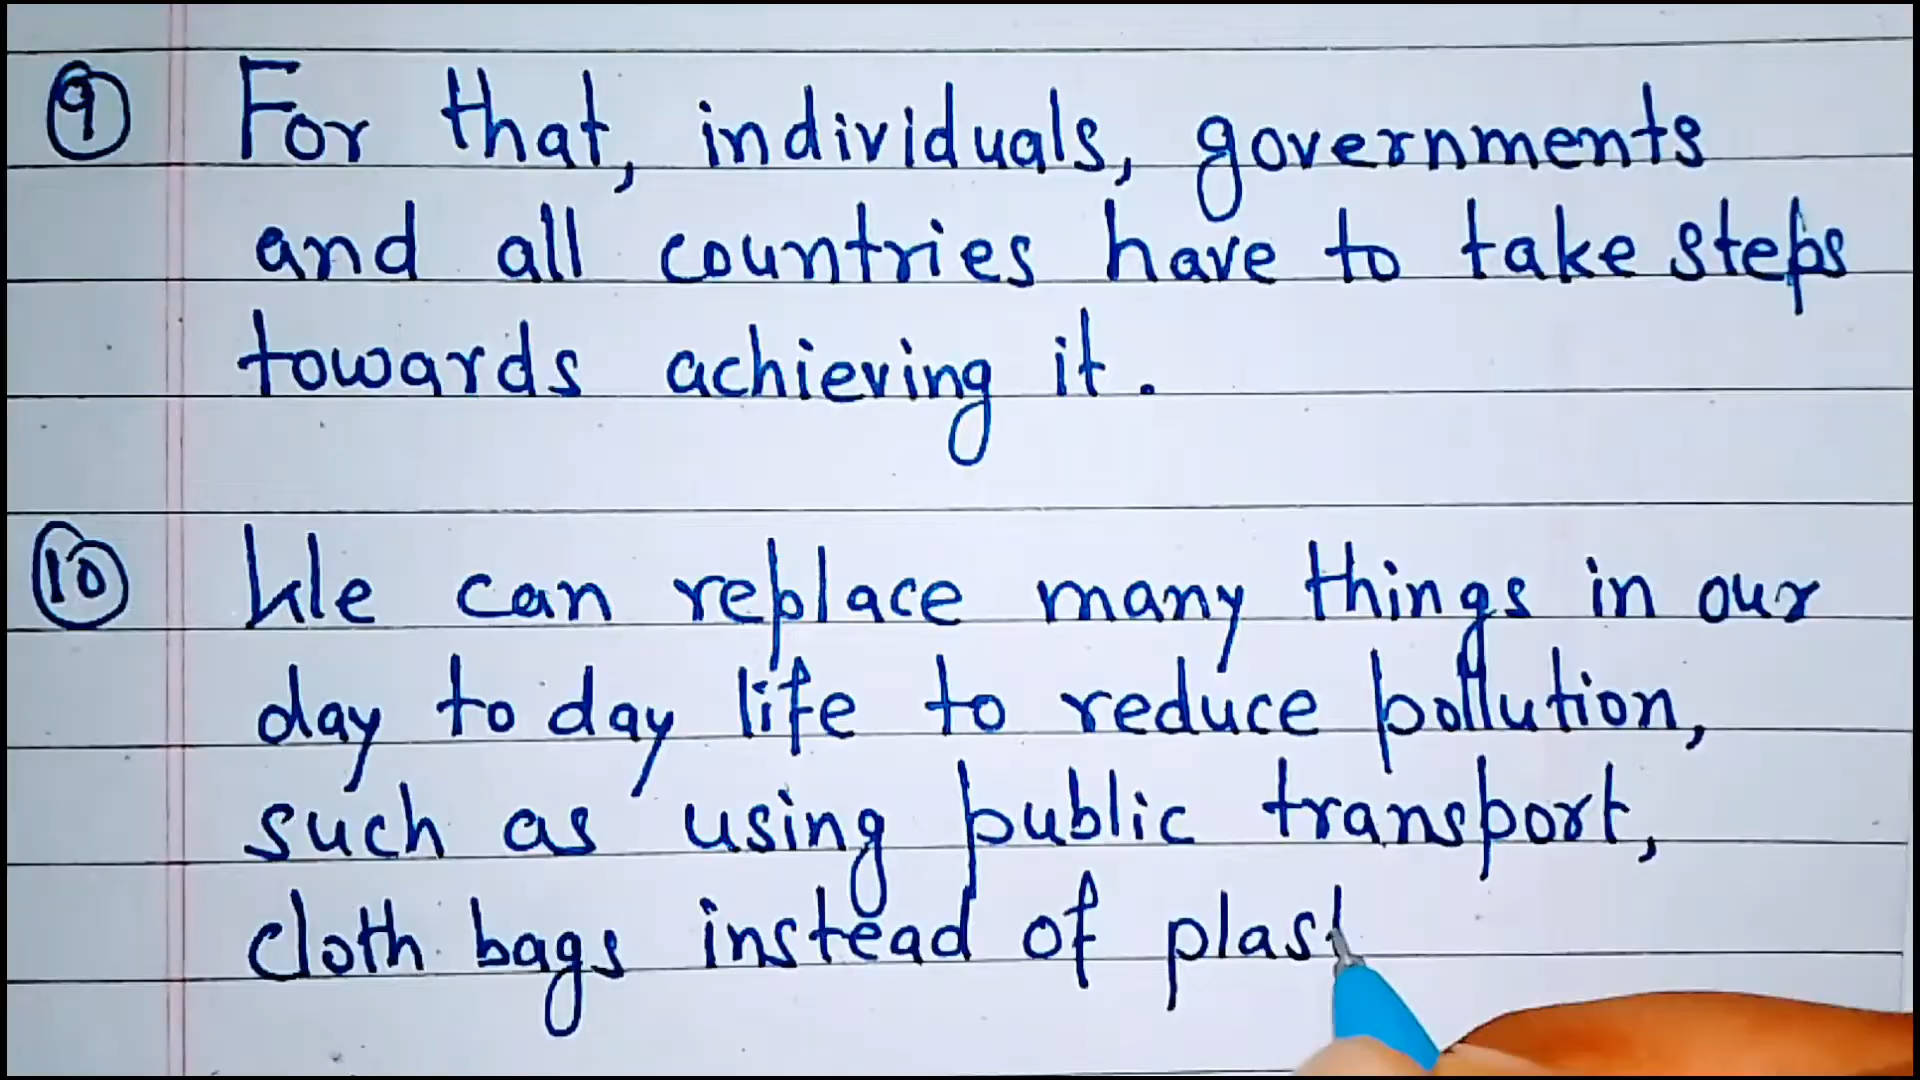 9 For that, individuals, governments
and all countries have to take steps
towards achieving it.
10 We can replace many things in our
day to day life to reduce pollution,
such as using public transport,
cloth bags instead of plast